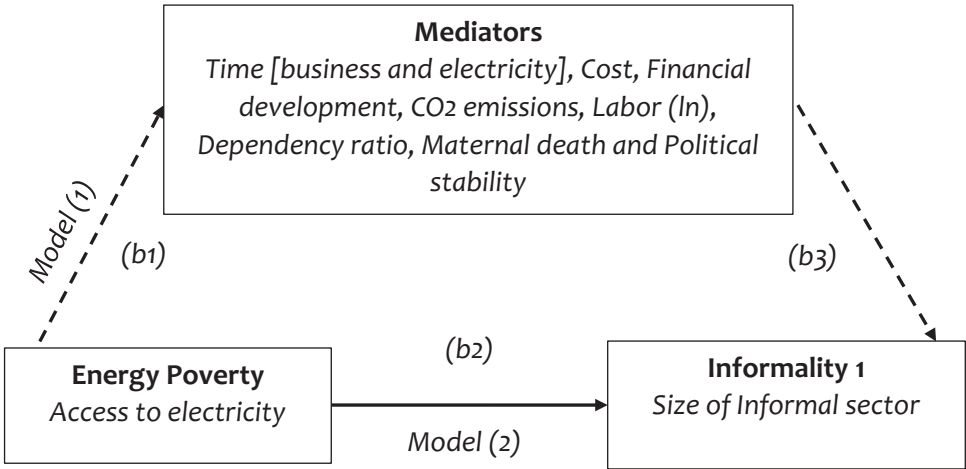 Mediators
Time [business and electricity], Cost, Financial
development, CO2 emissions, Labor (ln),
Dependency ratio, Maternal death and Political
stability
Model (1)
(b1)
(b3)
(b2)
Energy Poverty
Access to electricity
Model (2)
Informality 1
Size of Informal sector